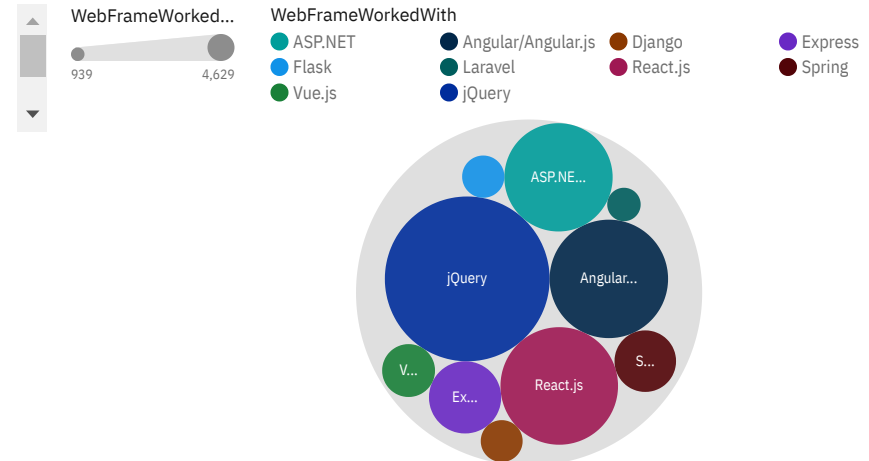 WebFrameWorked...
939 4,629
WebFrameWorkedWith
ASP.NET Angular/Angular.js Django Express
Flask Laravel React.js Spring
Vue.js jQuery
ASP.NE...
jQuery Angular...
V... Ex... React.js S...